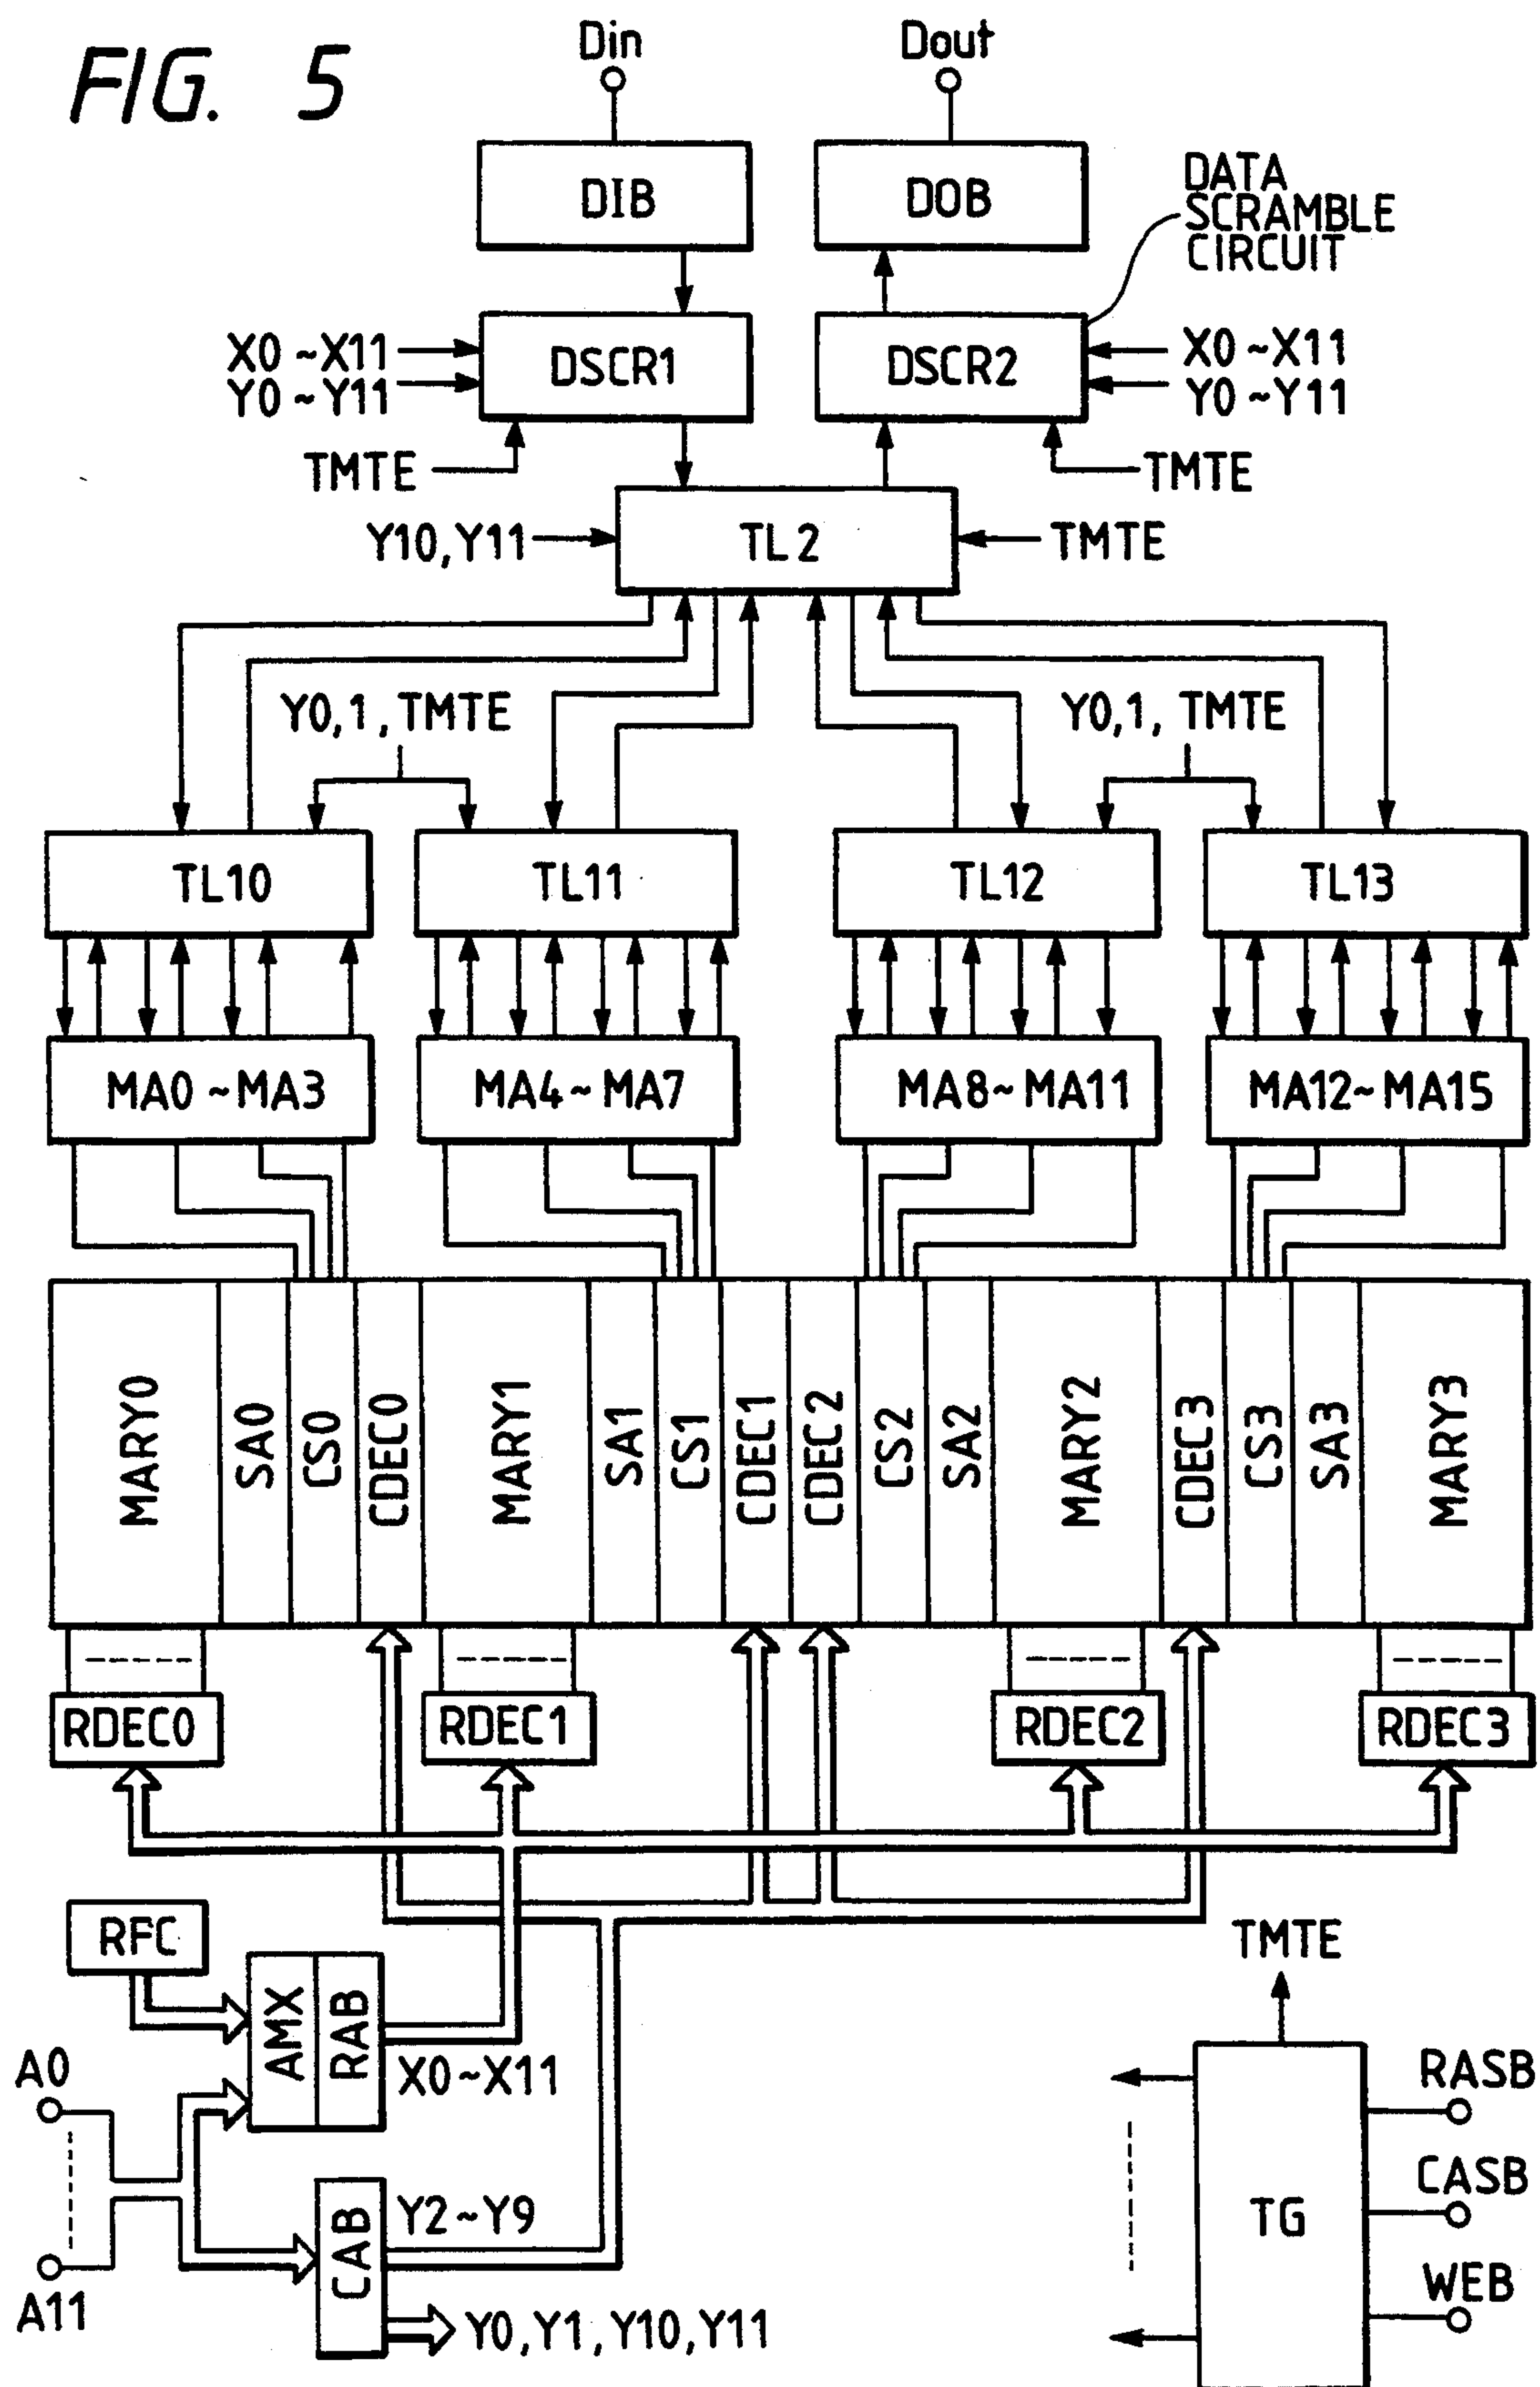 FIG. 5
Din
Dout
DIB
DOB
DATA
SCRAMBLE
CIRCUIT
X0 ~X11
Y0 ~Y11
DSCR1
DSCR2
X0 ~X11
Y0 ~Y11
TMTE
TMTE
Y10, Y11
TL2
TMTE
Y0,1, TMTE
Y0,1, TMTE
TL10
TL11
TL12
TL13
MA0 ~MA3
MA4~MA7
MA8~MA11
MA12~MA15
MARY0
SA0
CS0
CDEC0
MARY1
SA1
CS1
CDEC1
CDEC2
CS2
SA2
MARY2
CDEC3
CS3
SA3
MARY3
RDEC0
RDEC1
RDEC2
RDEC3
RFC
AMX
RAB
X0~X11
TMTE
A0
A11
CAB
Y2~Y9
Y0, Y1, Y10, Y11
TG
RASB
CASB
WEB